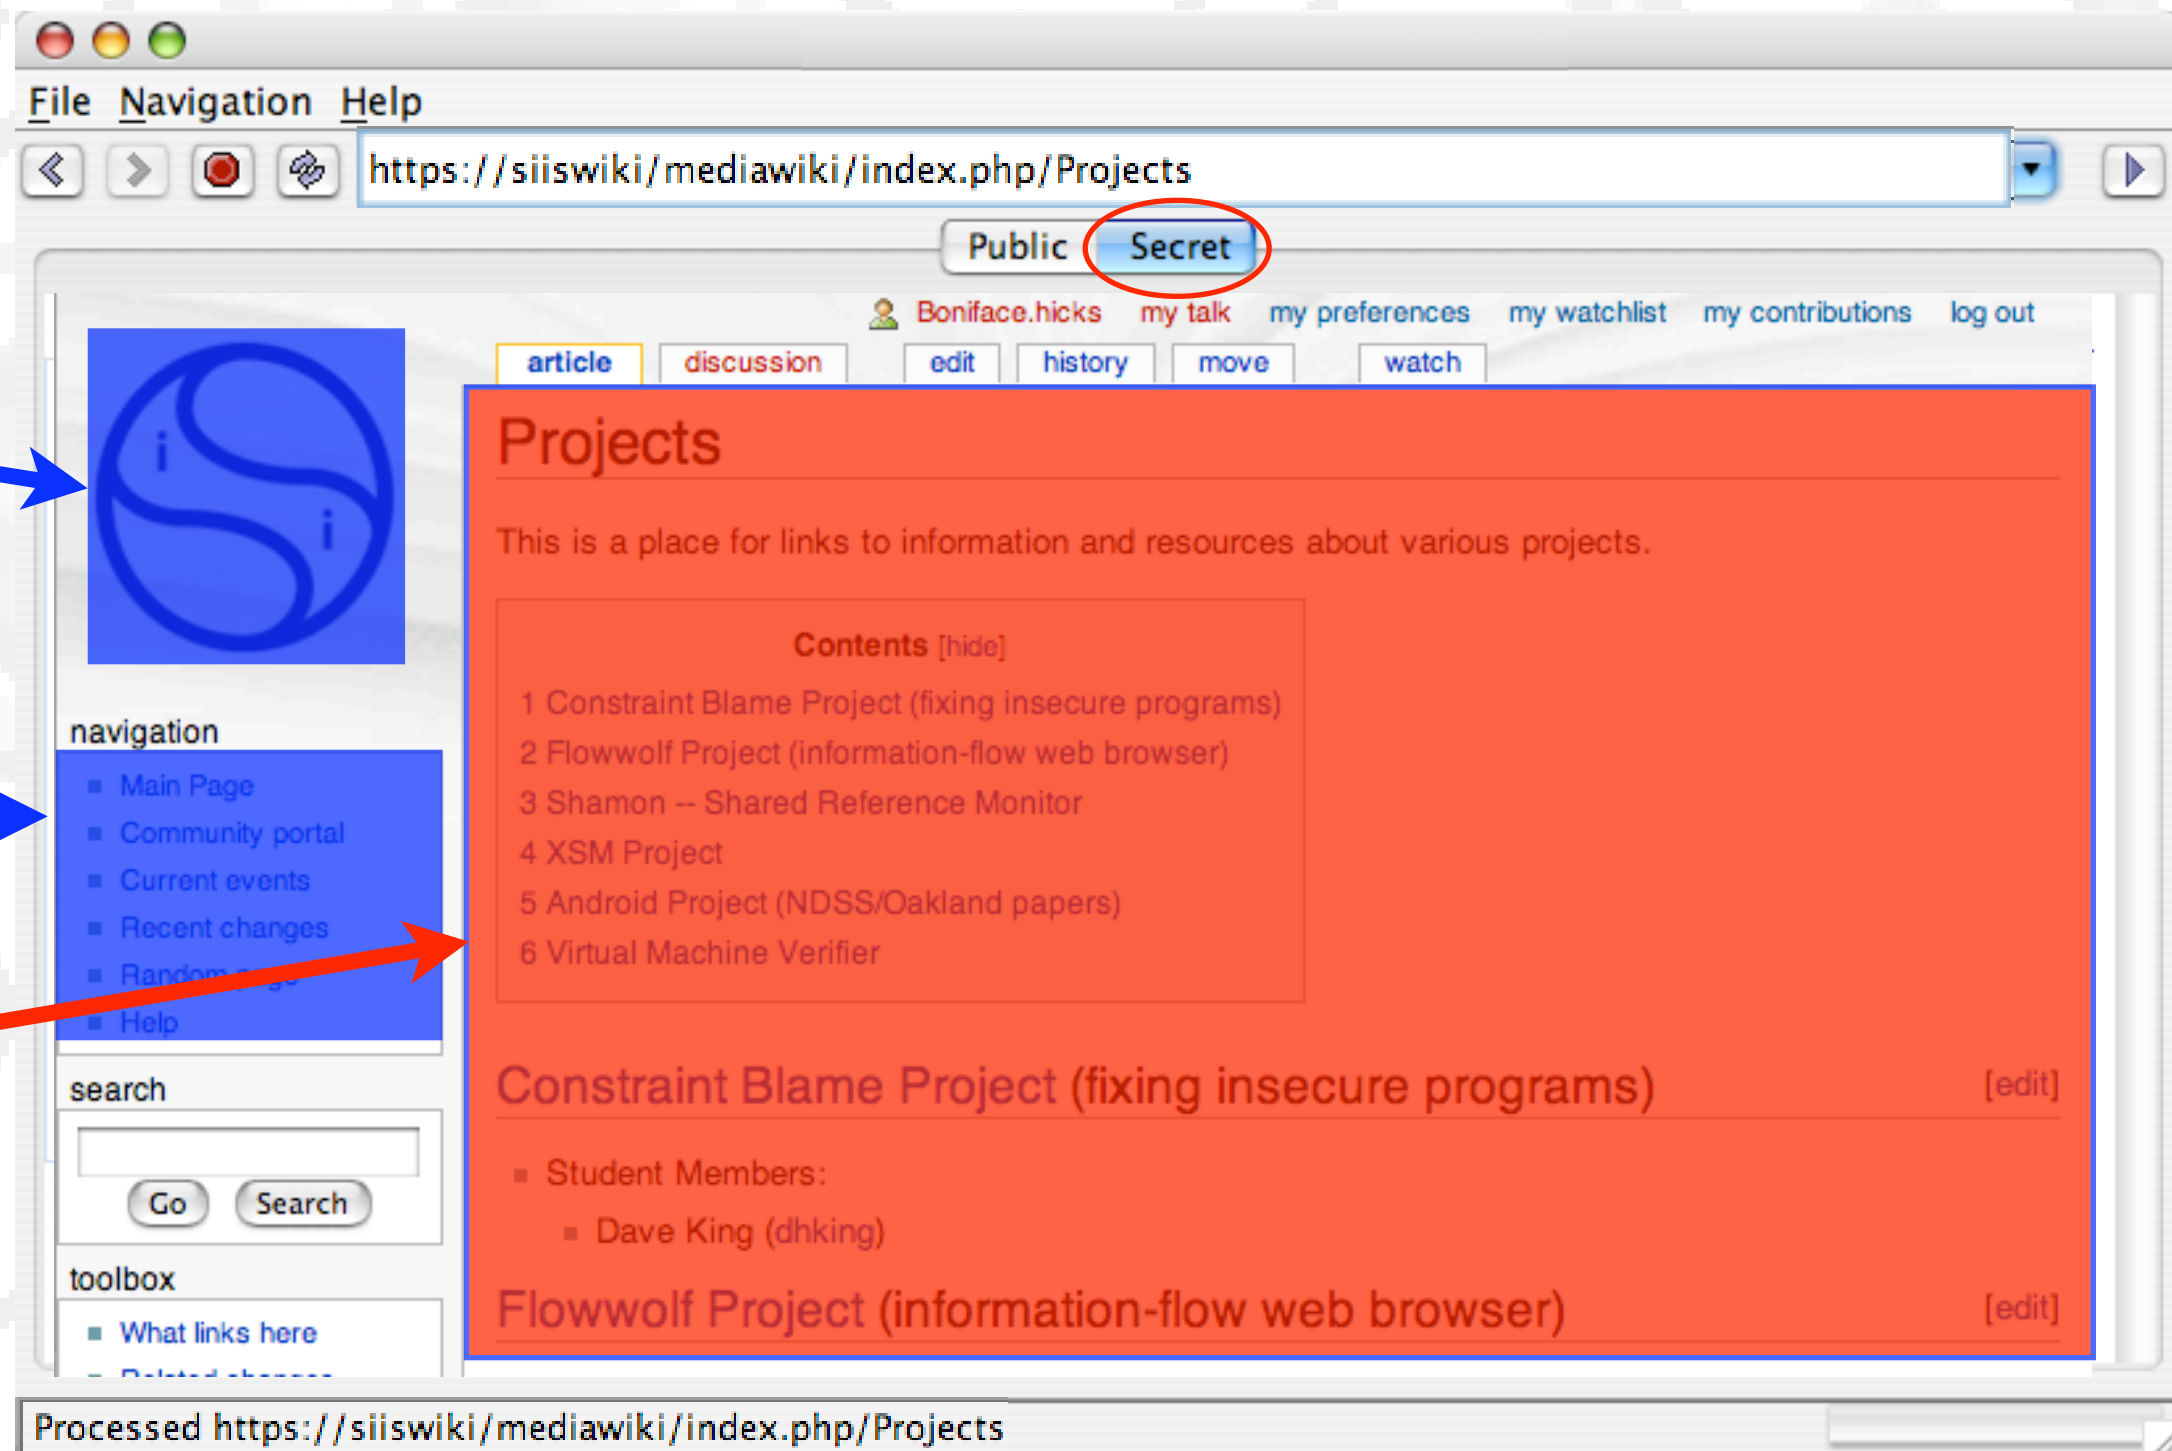 File Navigation Help
https://siiswiki/mediawiki/index.php/Projects
Public Secret
Boniface.hicks my talk my preferences my watchlist my contributions log out
article discussion edit history move watch
i
i
navigation
Main Page
Community portal
Current events
Recent changes
Random page
Help
search
Go Search
toolbox
What links here
Related changes
Projects
This is a place for links to information and resources about various projects.
Contents [hide]
1 Constraint Blame Project (fixing insecure programs)
2 Flowwolf Project (information-flow web browser)
3 Shamon -- Shared Reference Monitor
4 XSM Project
5 Android Project (NDSS/Oakland papers)
6 Virtual Machine Verifier
Constraint Blame Project (fixing insecure programs) [edit]
Student Members:
Dave King (dhking)
Flowwolf Project (information-flow web browser) [edit]
Processed https://siiswiki/mediawiki/index.php/Projects